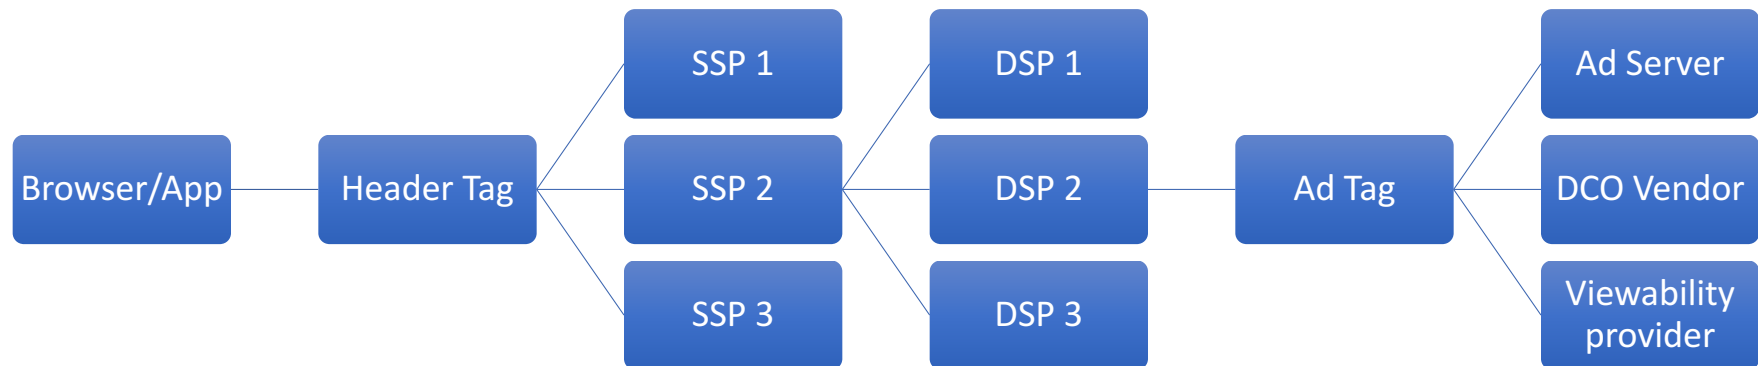 Browser/App
Header Tag
SSP 1
SSP 2
SSP 3
DSP 1
DSP 2
DSP 3
Ad Tag
Ad Server
DCO Vendor
Viewability
provider